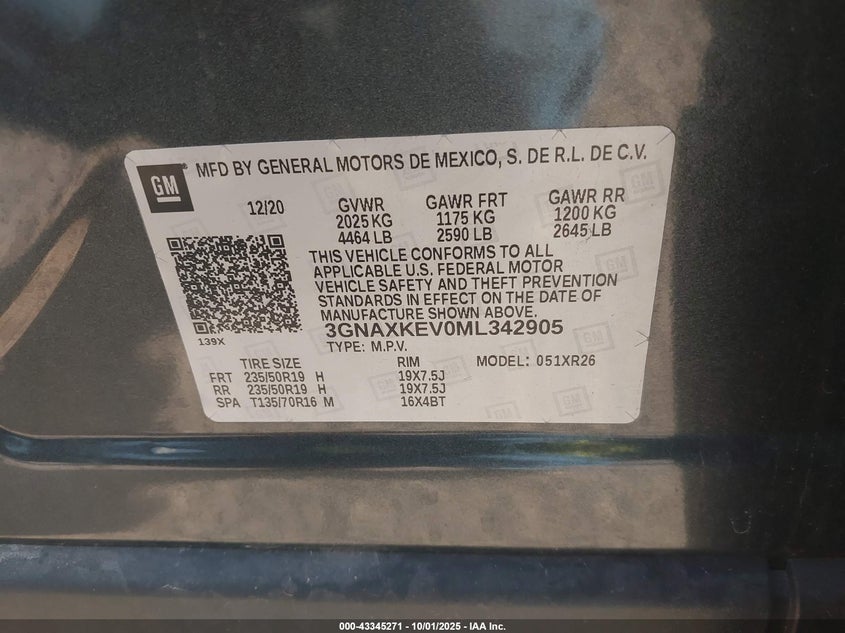 GM
MFD BY GENERAL MOTORS DE MEXICO, S. DE R.L. DE C.V.
12/20 GVWR GAWR FRT GAWR RR
2025 KG 1175 KG 1200 KG
4464 LB 2590 LB 2645 LB
THIS VEHICLE CONFORMS TO ALL
APPLICABLE U.S. FEDERAL MOTOR
VEHICLE SAFETY AND THEFT PREVENTION
STANDARDS IN EFFECT ON THE DATE OF
MANUFACTURE SHOWN ABOVE.
3GNAXKEV0ML342905
139X
TYPE: M.P.V.
TIRE SIZE RIM MODEL: 051XR26
FRT 235/50R19 H 19X7.5J
RR 235/50R19 H 19X7.5J
SPA T135/70R16 M 16X4BT
000-43345271 - 10/01/2025 - IAA Inc.